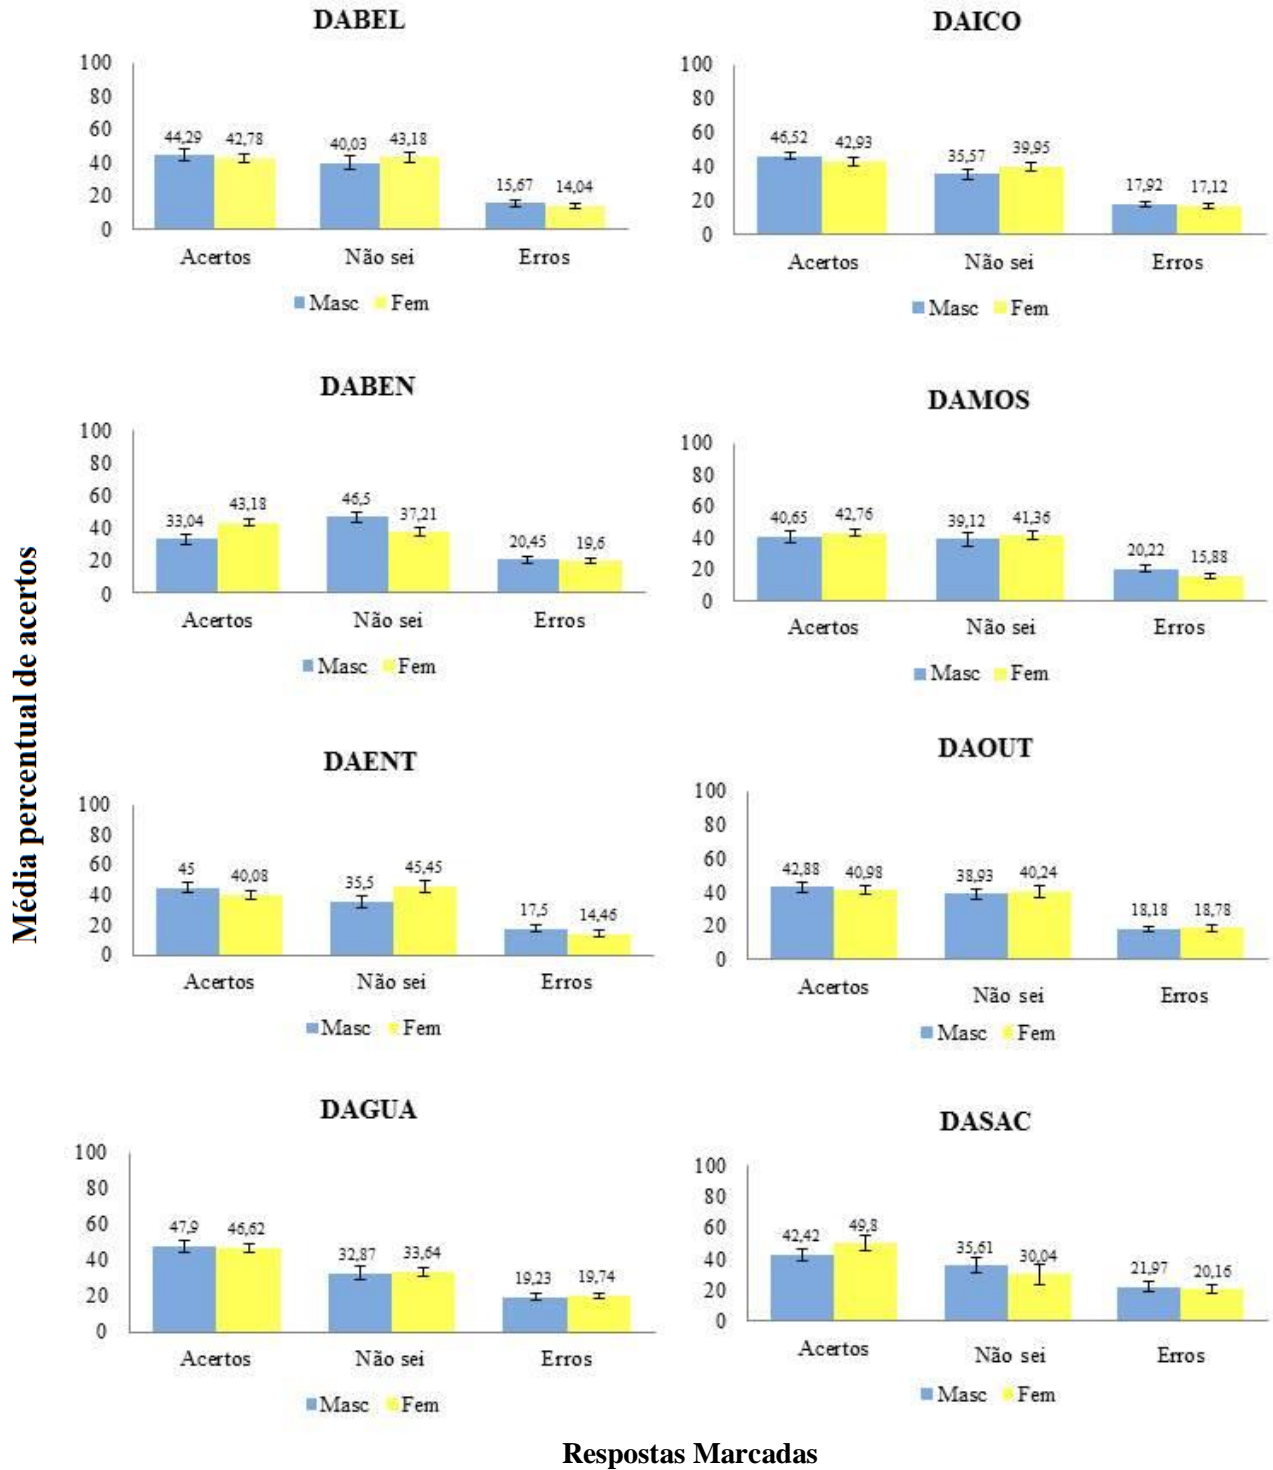 DABEL
100
80
60
40
20
0
44,29 42,78 40,03 43,18 15,67 14,04
Acertos Não sei Erros
Masc Fem
DAICO
100
80
60
40
20
0
46,52 42,93 35,57 39,95 17,92 17,12
Acertos Não sei Erros
Masc Fem
DABEN
100
80
60
40
20
0
33,04 43,18 46,5 37,21 20,45 19,6
Acertos Não sei Erros
Masc Fem
DAMOS
100
80
60
40
20
0
40,65 42,76 39,12 41,36 20,22 15,88
Acertos Não sei Erros
Masc Fem
Média percentual de acertos
DAENT
100
80
60
40
20
0
45 40,08 35,5 45,45 17,5 14,46
Acertos Não sei Erros
Masc Fem
DAOUT
100
80
60
40
20
0
42,88 40,98 38,93 40,24 18,18 18,78
Acertos Não sei Erros
Masc Fem
DAGUA
100
80
60
40
20
0
47,9 46,62 32,87 33,64 19,23 19,74
Acertos Não sei Erros
Masc Fem
DASAC
100
80
60
40
20
0
42,42 49,8 35,61 30,04 21,97 20,16
Acertos Não sei Erros
Masc Fem
Respostas Marcadas